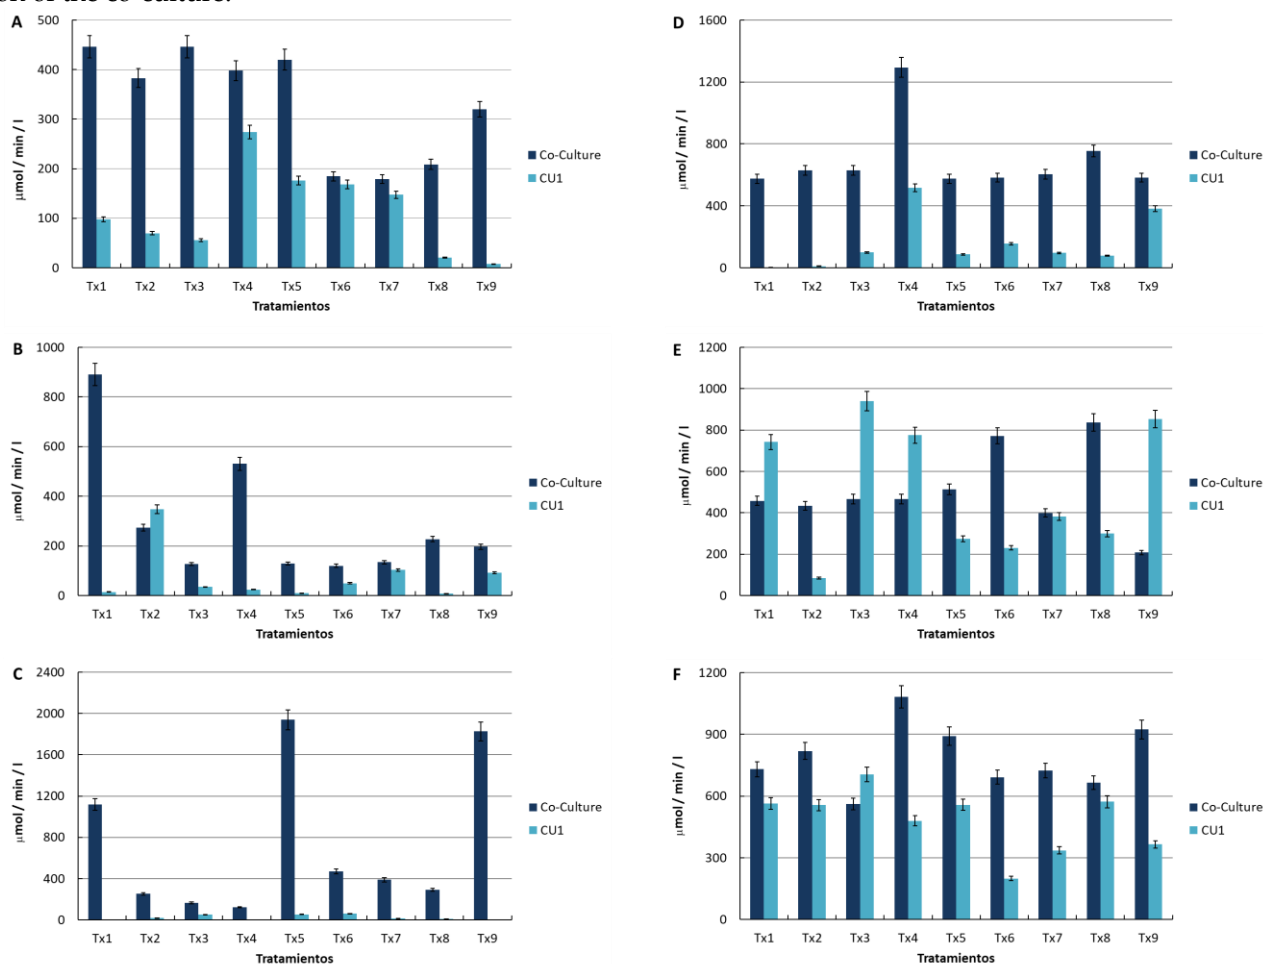 on of the co-culture.
A
500
400
300
200
100
0
µmol / min / l
Tx1 Tx2 Tx3 Tx4 Tx5 Tx6 Tx7 Tx8 Tx9
Tratamientos
Co-Culture
CU1
B
1000
800
600
400
200
0
µmol / min / l
Tx1 Tx2 Tx3 Tx4 Tx5 Tx6 Tx7 Tx8 Tx9
Tratamientos
Co-Culture
CU1
C
2400
2000
1600
1200
800
400
0
µmol / min / l
Tx1 Tx2 Tx3 Tx4 Tx5 Tx6 Tx7 Tx8 Tx9
Tratamientos
Co-Culture
CU1
D
1600
1200
800
400
0
µmol / min / l
Tx1 Tx2 Tx3 Tx4 Tx5 Tx6 Tx7 Tx8 Tx9
Tratamientos
Co-Culture
CU1
E
1200
1000
800
600
400
200
0
µmol / min / l
Tx1 Tx2 Tx3 Tx4 Tx5 Tx6 Tx7 Tx8 Tx9
Tratamientos
Co-Culture
CU1
F
1200
900
600
300
0
µmol / min / l
Tx1 Tx2 Tx3 Tx4 Tx5 Tx6 Tx7 Tx8 Tx9
Tratamientos
Co-Culture
CU1